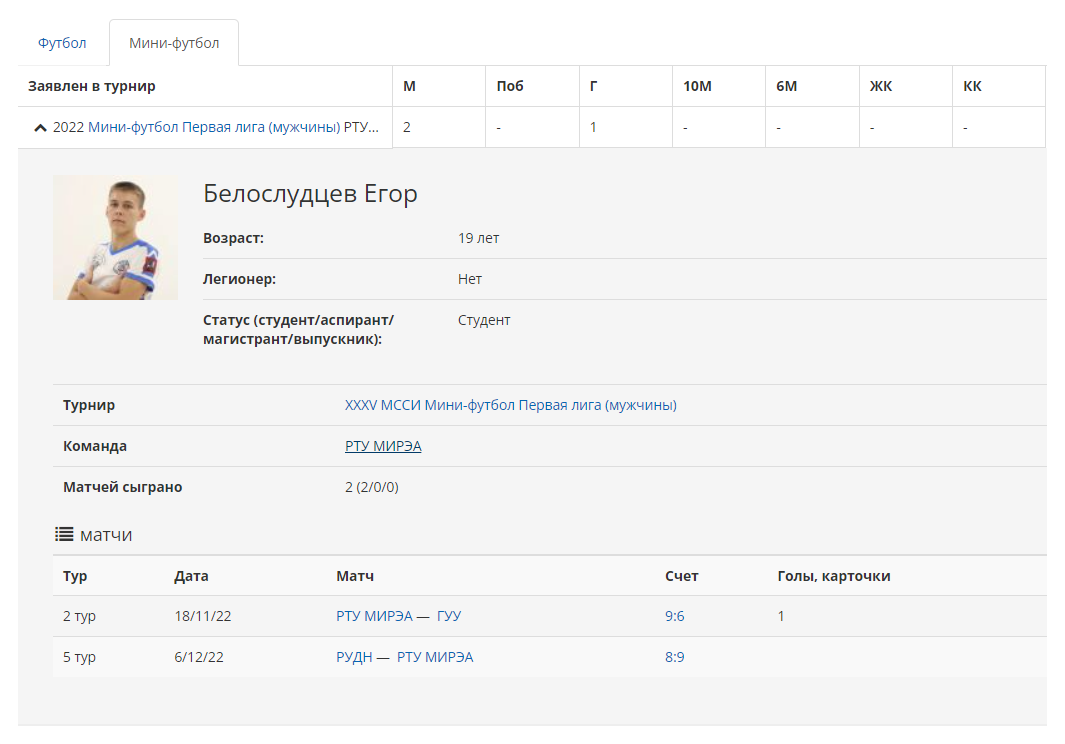 Футбол Мини-футбол
Заявлен в турнир М Поб Г 10М 6М ЖК КК
2022 Мини-футбол Первая лига (мужчины) РТУ... 2 - 1 - - - -
Белослудцев Егор
Возраст: 19 лет
Легионер: Нет
Статус (студент/аспирант/ Студент
магистрант/выпускник):
Турнир XXXV МССИ Мини-футбол Первая лига (мужчины)
Команда РТУ МИРЭА
Матчей сыграно 2 (2/0/0)
матчи
Тур Дата Матч Счет Голы, карточки
2 тур 18/11/22 РТУ МИРЭА — ГУУ 9:6 1
5 тур 6/12/22 РУДН — РТУ МИРЭА 8:9